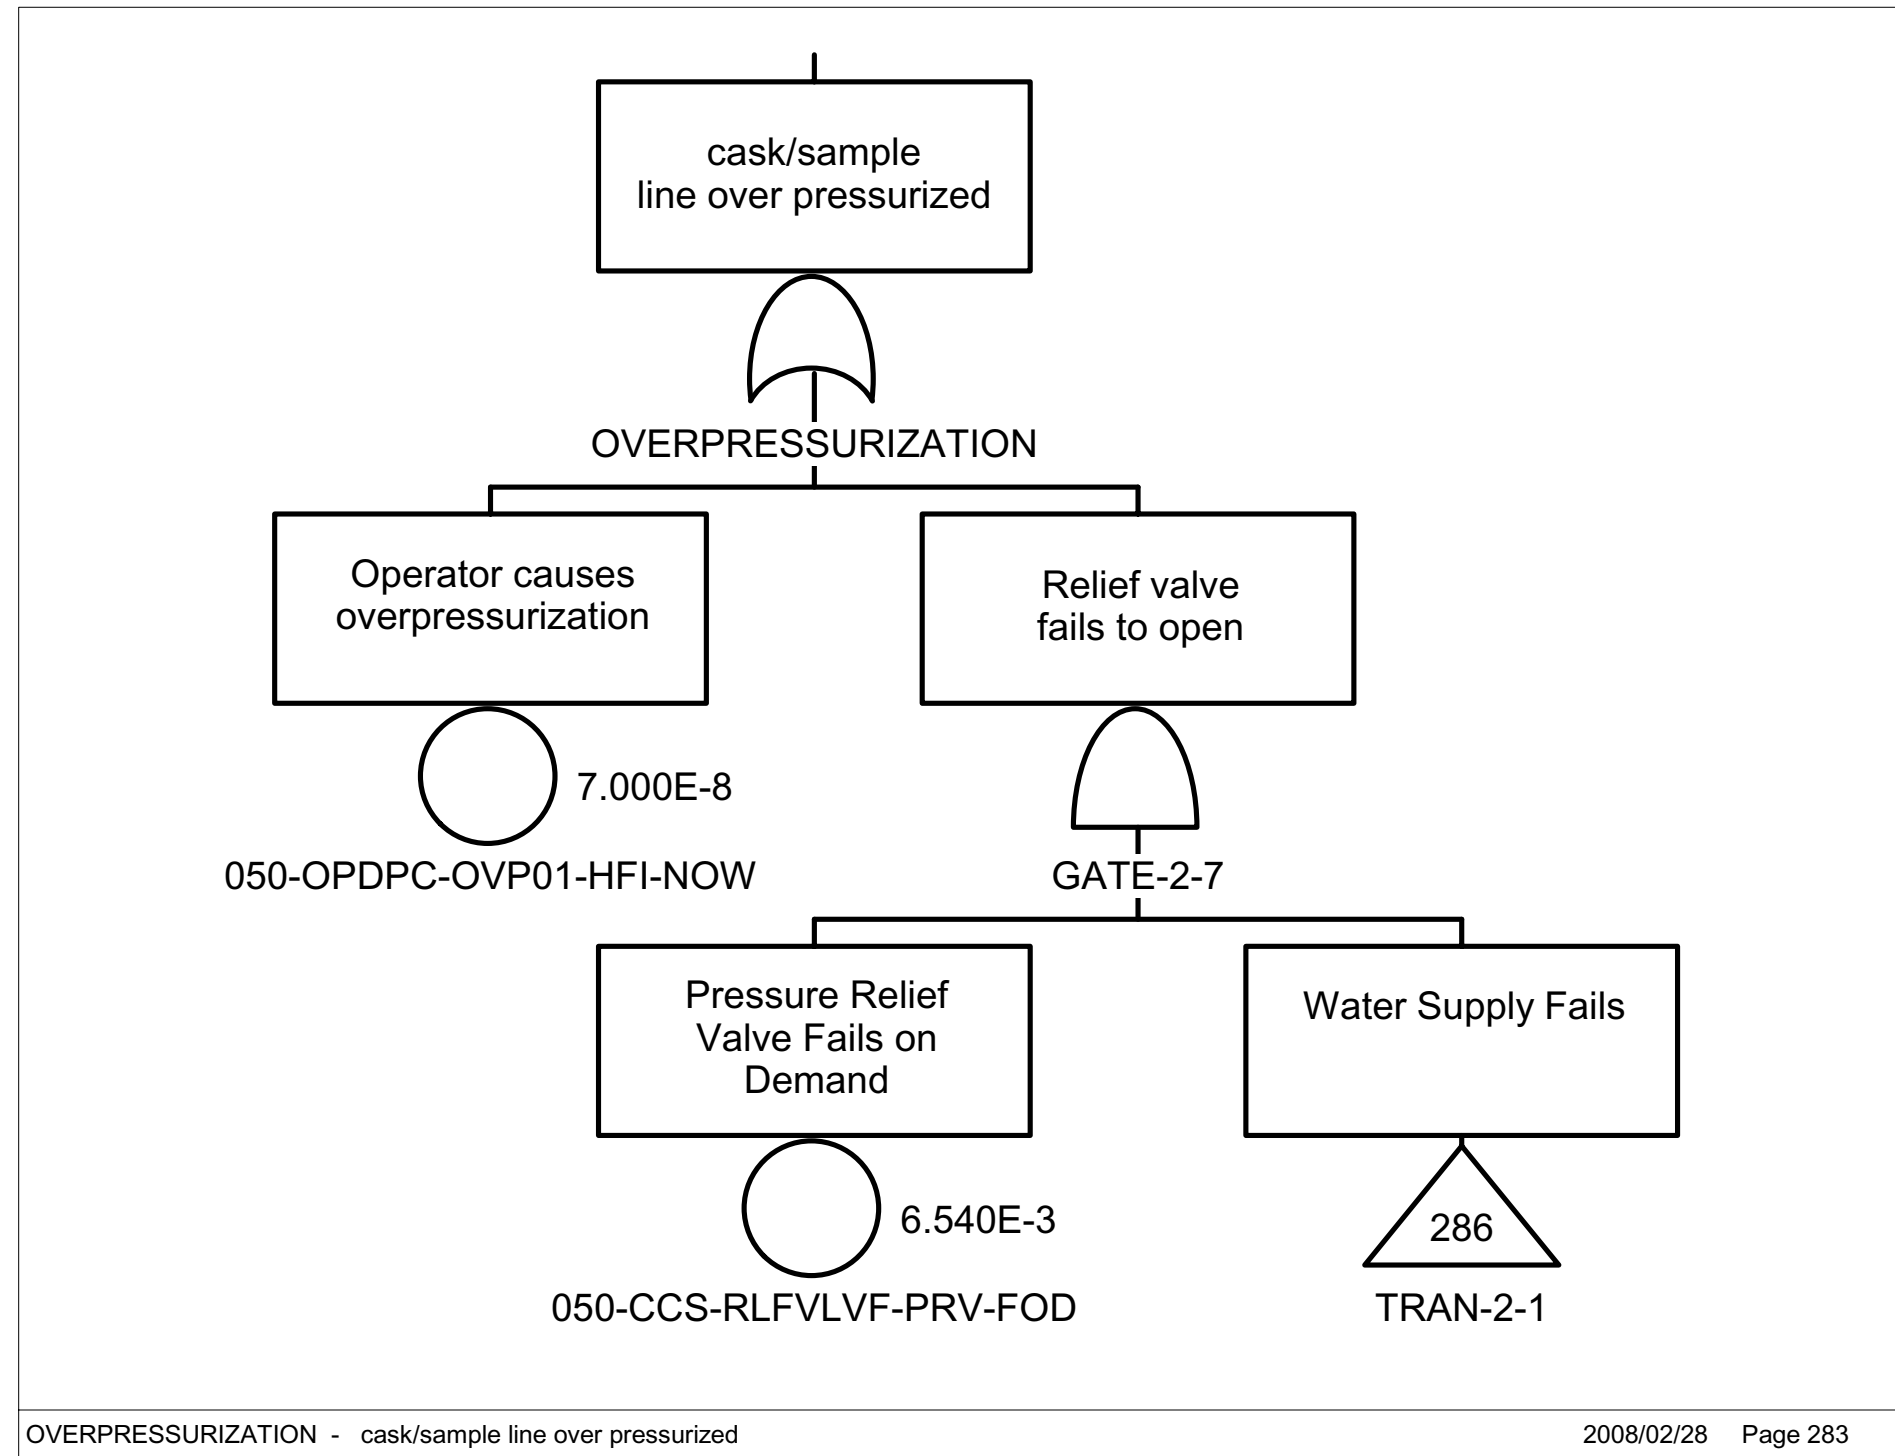 cask/sample
line over pressurized
OVERPRESSURIZATION
Operator causes
overpressurization
7.000E-8
050-OPDPC-OVP01-HFI-NOW
Relief valve
fails to open
GATE-2-7
Pressure Relief
Valve Fails on
Demand
6.540E-3
050-CCS-RLFVLVF-PRV-FOD
Water Supply Fails
286
TRAN-2-1
OVERPRESSURIZATION - cask/sample line over pressurized
2008/02/28 Page 283